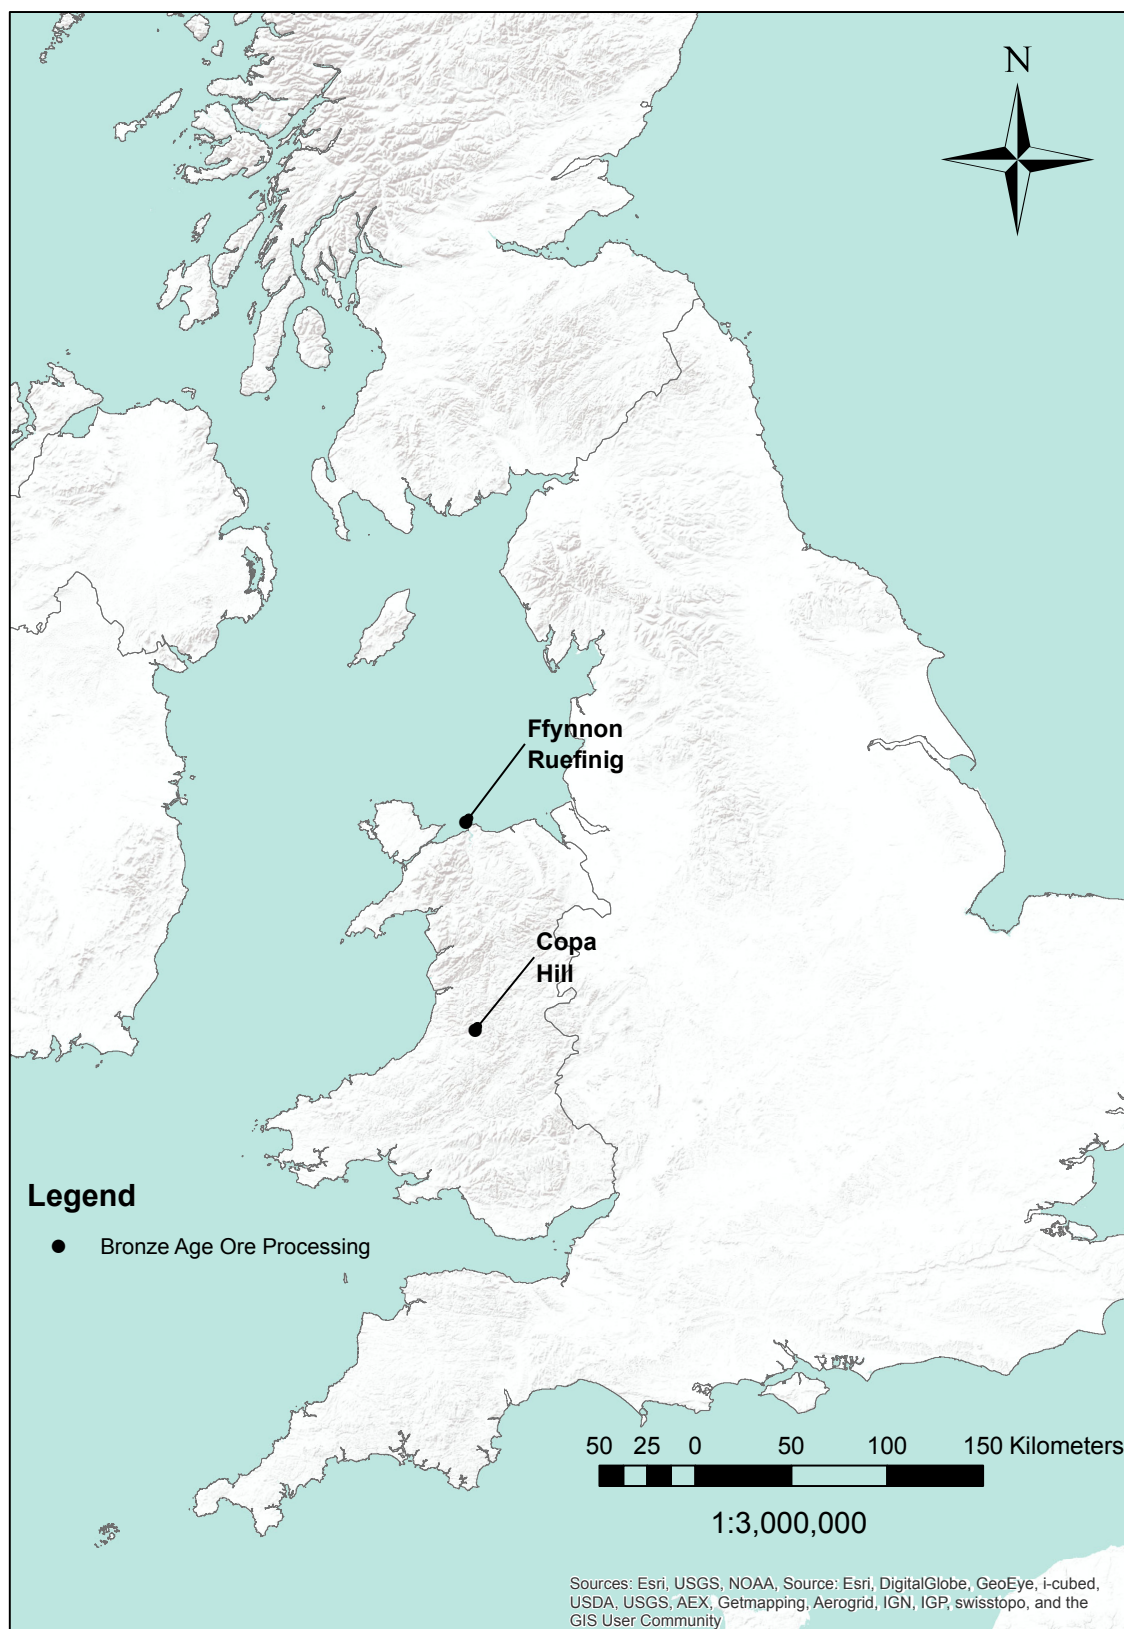 N
Ffynnon
Ruefinig
Copa
Hill
Legend
Bronze Age Ore Processing
50 25 0 50 100 150 Kilometers
1:3,000,000
Sources: Esri, USGS, NOAA, Source: Esri, DigitalGlobe, GeoEye, i-cubed,
USDA, USGS, AEX, Getmapping, Aerogrid, IGN, IGP, swisstopo, and the
GIS User Community